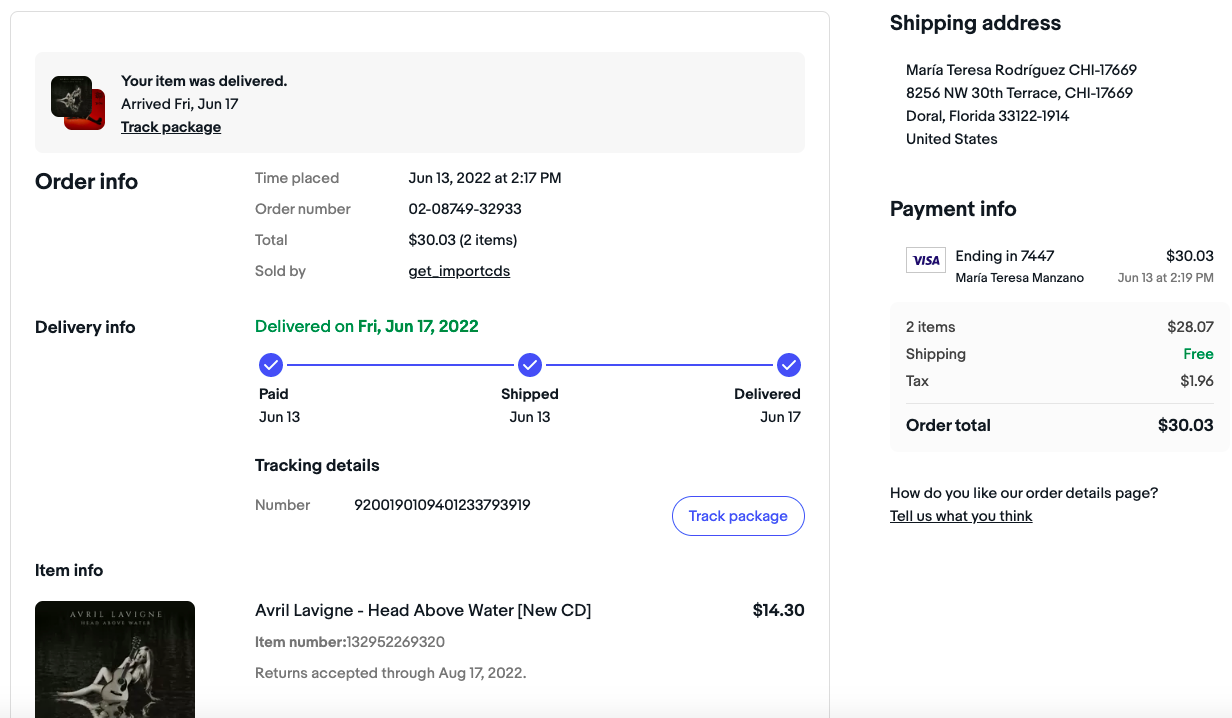 Your item was delivered.
Arrived Fri, Jun 17
Track package
Order info
Time placed Jun 13, 2022 at 2:17 PM
Order number 02-08749-32933
Total $30.03 (2 items)
Sold by get_importcds
Delivery info
Delivered on Fri, Jun 17, 2022
Paid Shipped Delivered
Jun 13 Jun 13 Jun 17
Tracking details
Number 9200190109401233793919
Track package
Item info
AVRIL LAVIGNE
HEAD ABOVE WATER
Avril Lavigne - Head Above Water [New CD] $14.30
Item number:132952269320
Returns accepted through Aug 17, 2022.
Shipping address
María Teresa Rodríguez CHI-17669
8256 NW 30th Terrace, CHI-17669
Doral, Florida 33122-1914
United States
Payment info
VISA Ending in 7447 $30.03
María Teresa Manzano Jun 13 at 2:19 PM
2 items $28.07
Shipping Free
Tax $1.96
Order total $30.03
How do you like our order details page?
Tell us what you think